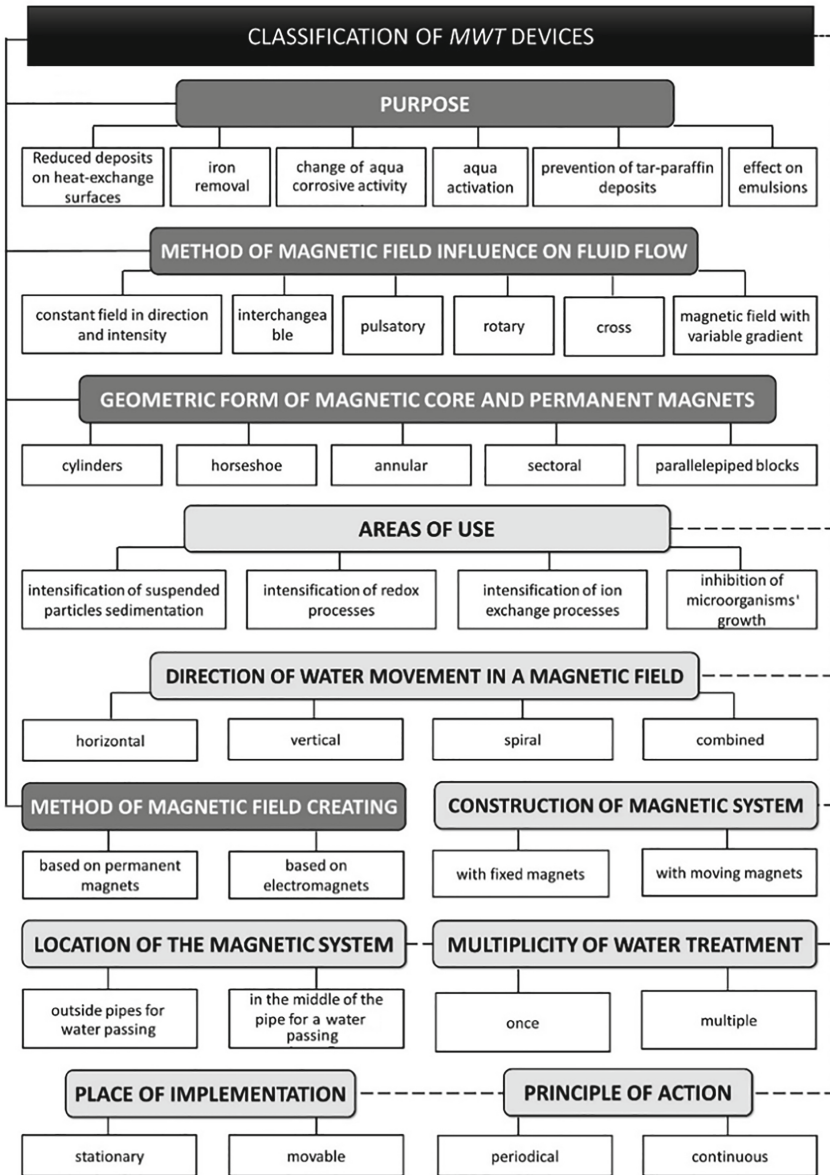 CLASSIFICATION OF MWT DEVICES
PURPOSE
Reduced deposits
on heat-exchange
surfaces
iron
removal
change of aqua
corrosive activity
aqua
activation
prevention of tar-paraffin
deposits
effect on
emulsions
METHOD OF MAGNETIC FIELD INFLUENCE ON FLUID FLOW
constant field in direction
and intensity
interchangea
ble
pulsatory
rotary
cross
magnetic field with
variable gradient
GEOMETRIC FORM OF MAGNETIC CORE AND PERMANENT MAGNETS
cylinders
horseshoe
annular
sectoral
parallelepiped blocks
AREAS OF USE
intensification of suspended
particles sedimentation
intensification of redox
processes
intensification of ion
exchange processes
inhibition of
microorganisms'
growth
DIRECTION OF WATER MOVEMENT IN A MAGNETIC FIELD
horizontal
vertical
spiral
combined
METHOD OF MAGNETIC FIELD CREATING
based on permanent
magnets
based on
electromagnets
CONSTRUCTION OF MAGNETIC SYSTEM
with fixed magnets
with moving magnets
LOCATION OF THE MAGNETIC SYSTEM
outside pipes for
water passing
in the middle of the
pipe for a water
passing
MULTIPLICITY OF WATER TREATMENT
once
multiple
PLACE OF IMPLEMENTATION
stationary
movable
PRINCIPLE OF ACTION
periodical
continuous